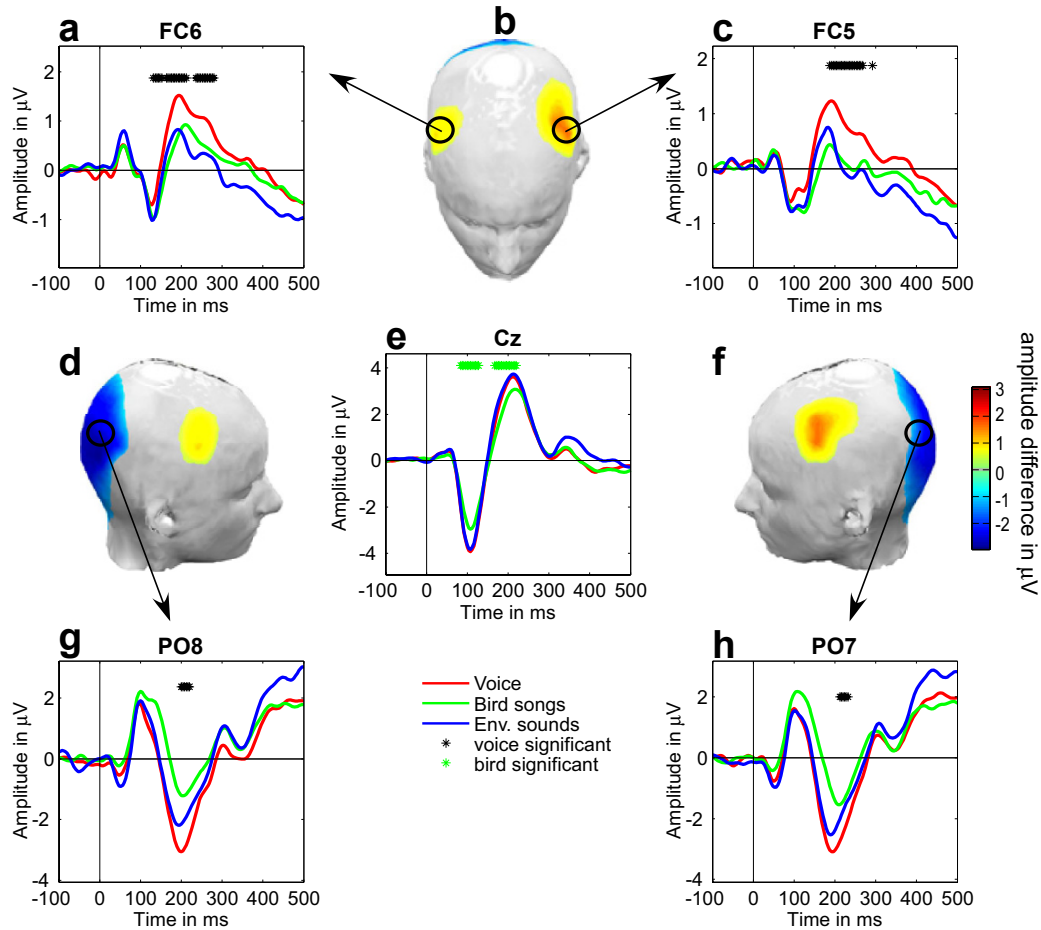 a
FC6
Amplitude in μV
2
1
0
-1
-100 0 100 200 300 400 500
Time in ms
b
c
FC5
Amplitude in μV
2
1
0
-1
-100 0 100 200 300 400 500
Time in ms
d
e
Cz
Amplitude in μV
4
2
0
-2
-4
-100 0 100 200 300 400 500
Time in ms
f
3
2
1
0
-1
-2
amplitude difference in μV
g
PO8
Amplitude in μV
2
0
-2
-4
-100 0 100 200 300 400 500
Time in ms
Voice
Bird songs
Env. sounds
* voice significant
* bird significant
h
PO7
Amplitude in μV
2
0
-2
-4
-100 0 100 200 300 400 500
Time in ms